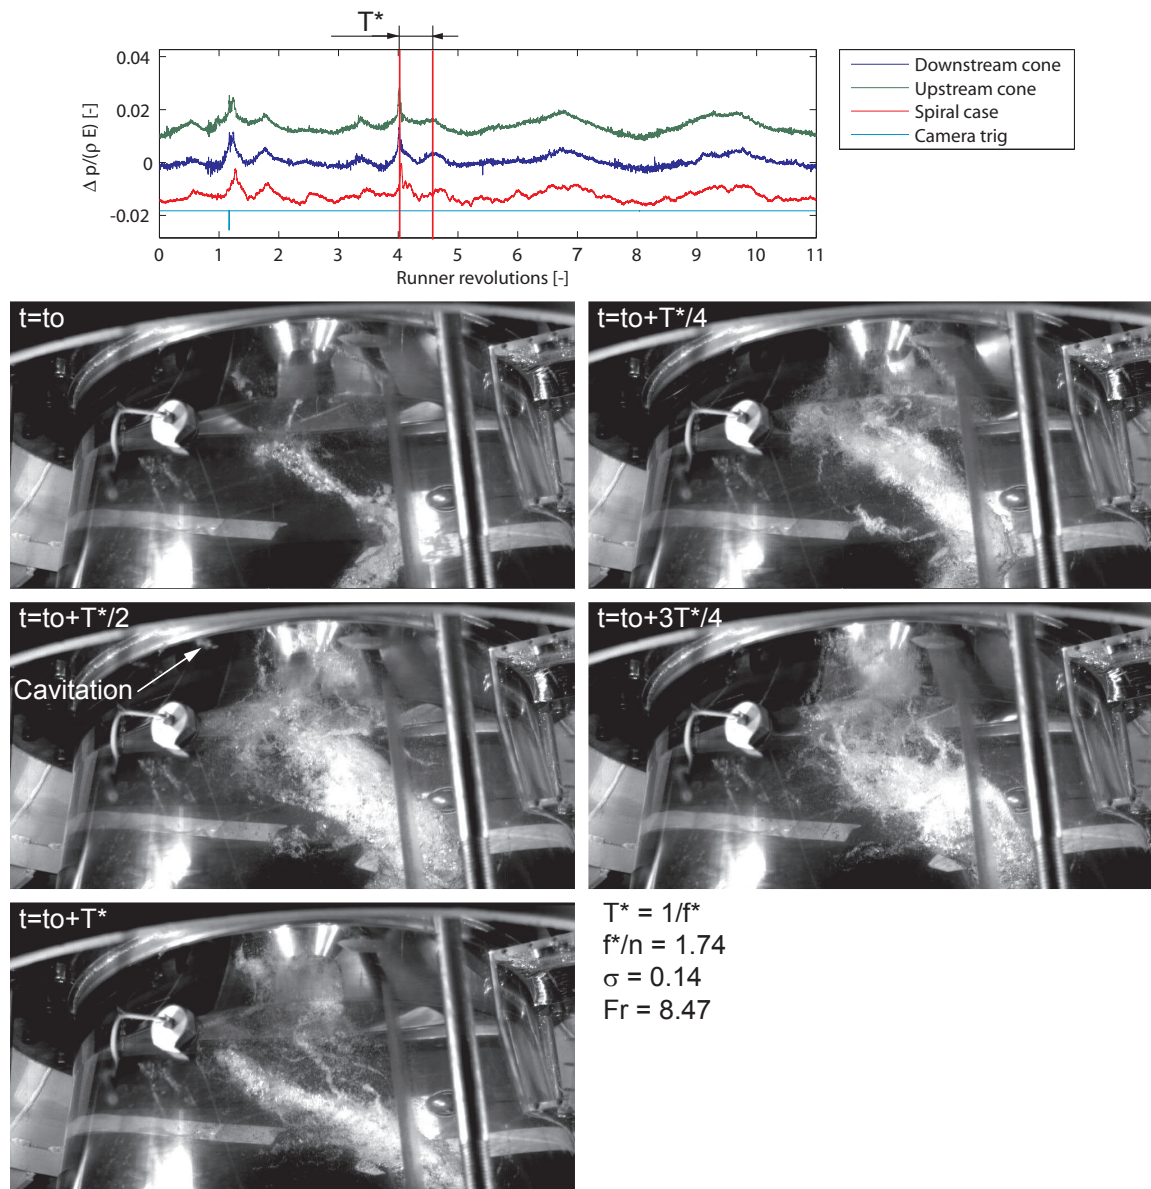 T*
0.04
0.02
0
-0.02
Δ p/(ρ E) [-]
0 1 2 3 4 5 6 7 8 9 10 11
Runner revolutions [-]
Downstream cone
Upstream cone
Spiral case
Camera trig
t=to
t=to+T*/4
t=to+T*/2
Cavitation
t=to+3T*/4
t=to+T*
T* = 1/f*
f*/n = 1.74
σ = 0.14
Fr = 8.47